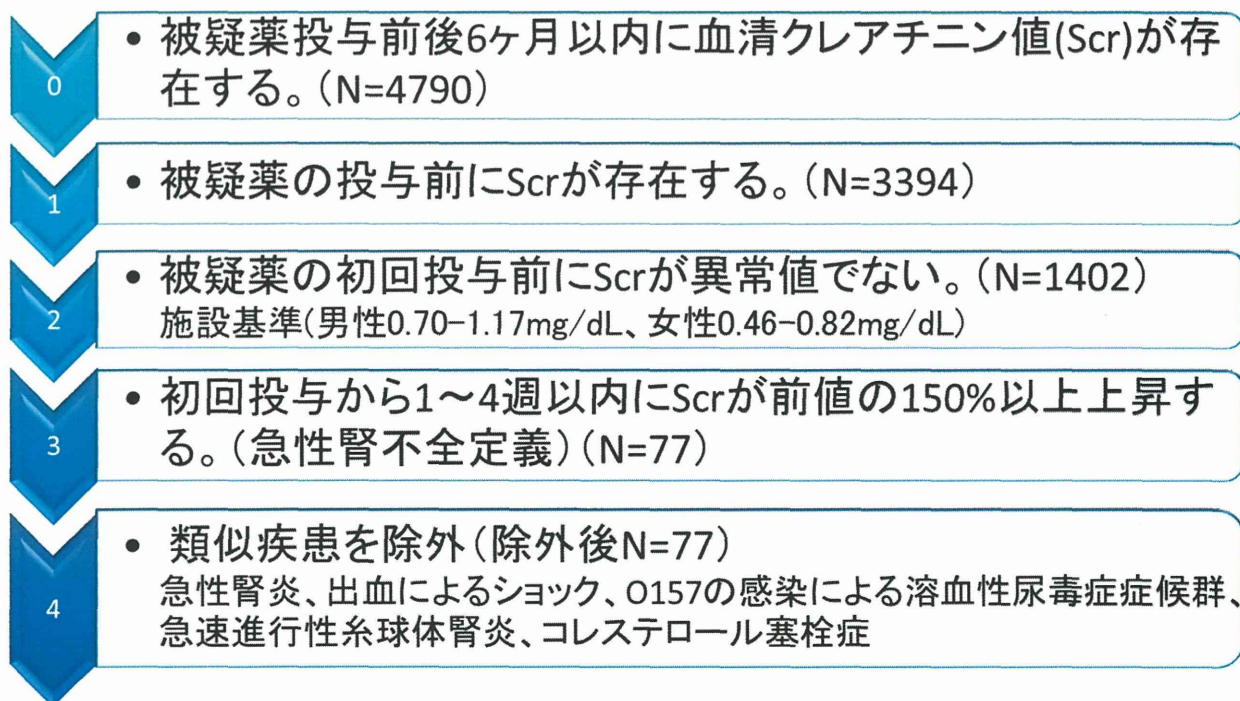 0
• 被疑薬投与前後6ヶ月以内に血清クレアチニン値(Scr)が存
在する。(N=4790)
1
• 被疑薬の投与前にScrが存在する。(N=3394)
2
• 被疑薬の初回投与前にScrが異常値でない。(N=1402)
施設基準(男性0.70-1.17mg/dL、女性0.46-0.82mg/dL)
3
• 初回投与から1～4週以内にScrが前値の150%以上上昇す
る。(急性腎不全定義)(N=77)
4
• 類似疾患を除外(除外後N=77)
急性腎炎、出血によるショック、O157の感染による溶血性尿毒症症候群、
急速進行性糸球体腎炎、コレステロール塞栓症